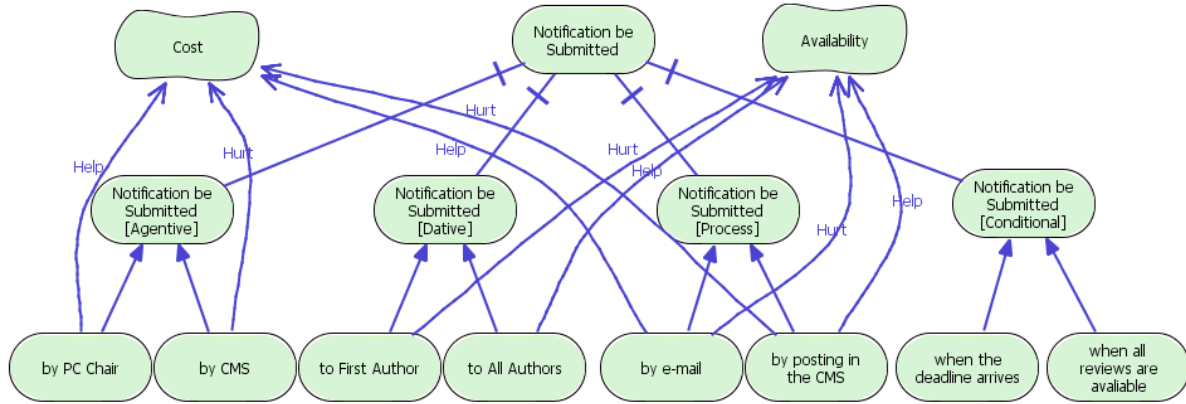 Cost
Notification be
Submitted
Availability
Hurt
Help
Hurt
Help
Hurt
Help
Notification be
Submitted
[Agentive]
Notification be
Submitted
[Dative]
Notification be
Submitted
[Process]
Notification be
Submitted
[Conditional]
Help
Hurt
by PC Chair
by CMS
to First Author
to All Authors
by e-mail
by posting in
the CMS
when the
deadline arrives
when all
reviews are
avaliable